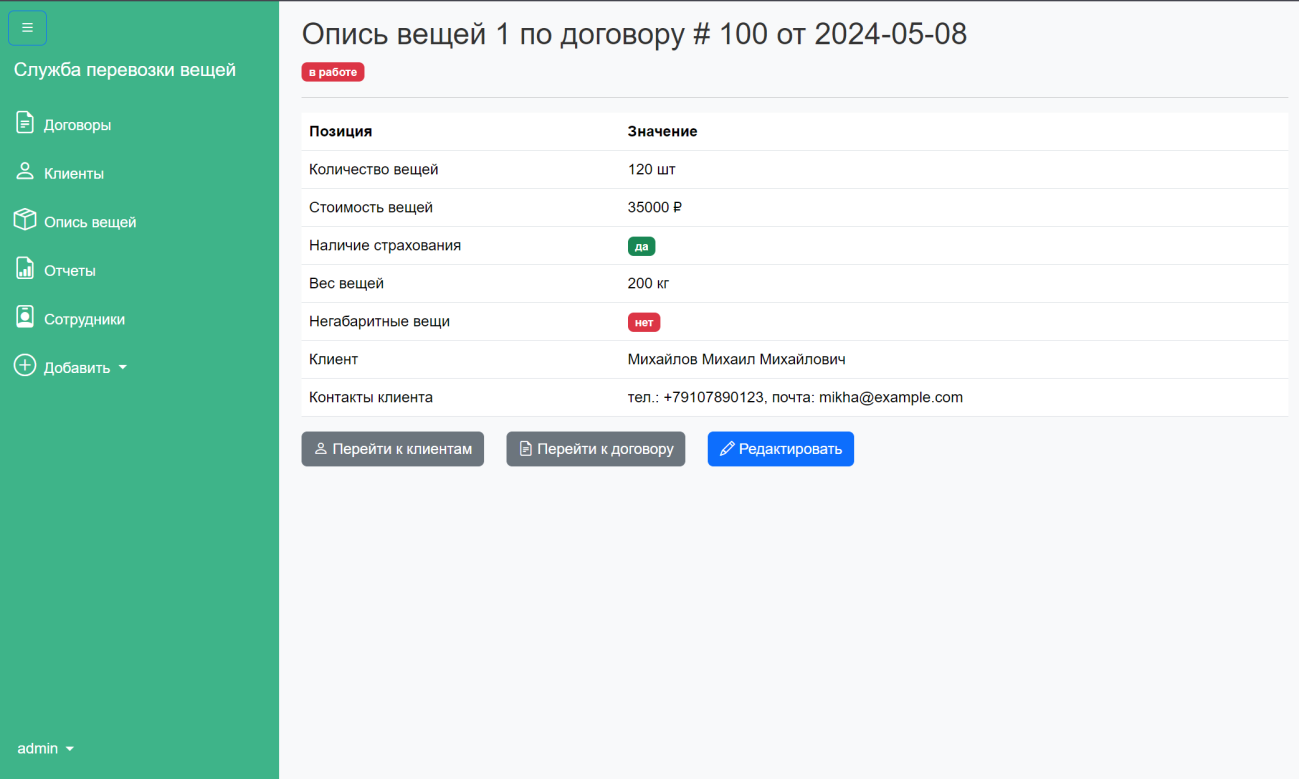 Служба перевозки вещей
Договоры
Клиенты
Опись вещей
Отчеты
Сотрудники
Добавить
admin
Опись вещей 1 по договору # 100 от 2024-05-08
в работе
Позиция Значение
Количество вещей 120 шт
Стоимость вещей 35000 ₽
Наличие страхования да
Вес вещей 200 кг
Негабаритные вещи нет
Клиент Михайлов Михаил Михайлович
Контакты клиента тел.: +79107890123, почта: mikha@example.com
Перейти к клиентам Перейти к договору Редактировать